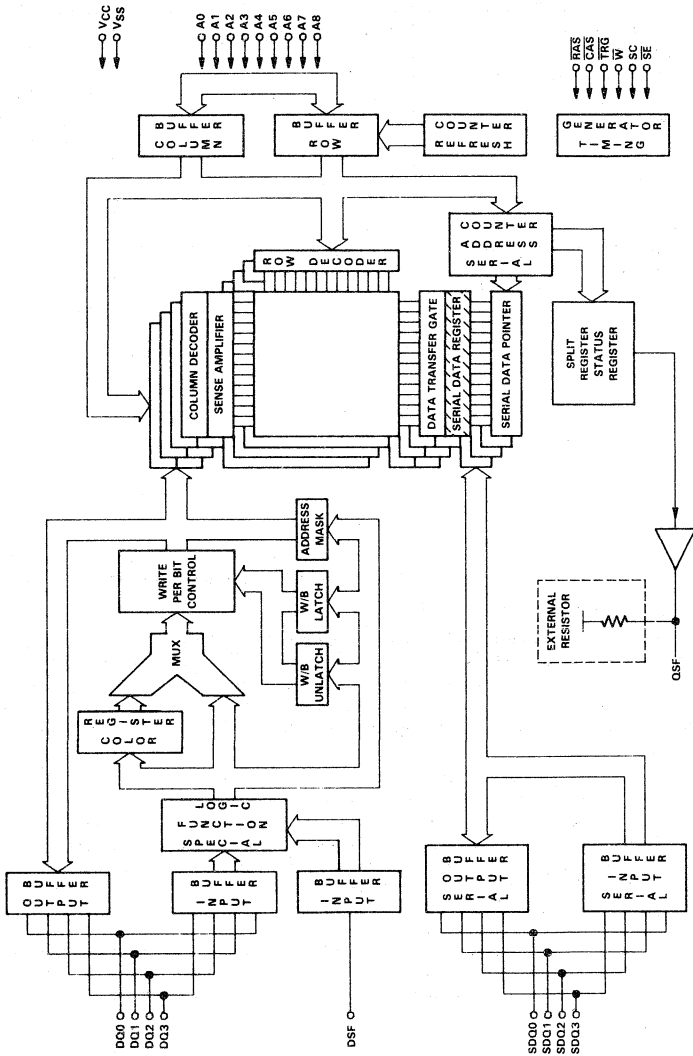 VCC
VSS
A0
A1
A2
A3
A4
A5
A6
A7
A8
RAS
CAS
TRG
W
SC
SE
COLUMN
BUFFER
ROW
BUFFER
REFRESH
COUNTER
TIMING
GENERATOR
ROW DECODER
SERIAL
ADDRESS
COUNTER
COLUMN DECODER
SENSE AMPLIFIER
DATA TRANSFER GATE
SERIAL DATA REGISTER
SERIAL DATA POINTER
SPLIT
REGISTER
STATUS
REGISTER
WRITE
PER BIT
CONTROL
ADDRESS
MASK
W/B
LATCH
W/B
UNLATCH
MUX
COLOR
REGISTER
EXTERNAL
RESISTOR
QSF
SPECIAL
FUNCTION
LOGIC
OUTPUT
BUFFER
INPUT
BUFFER
INPUT
BUFFER
SERIAL
OUTPUT
BUFFER
SERIAL
INPUT
BUFFER
DQ0
DQ1
DQ2
DQ3
DSF
SDQ0
SDQ1
SDQ2
SDQ3